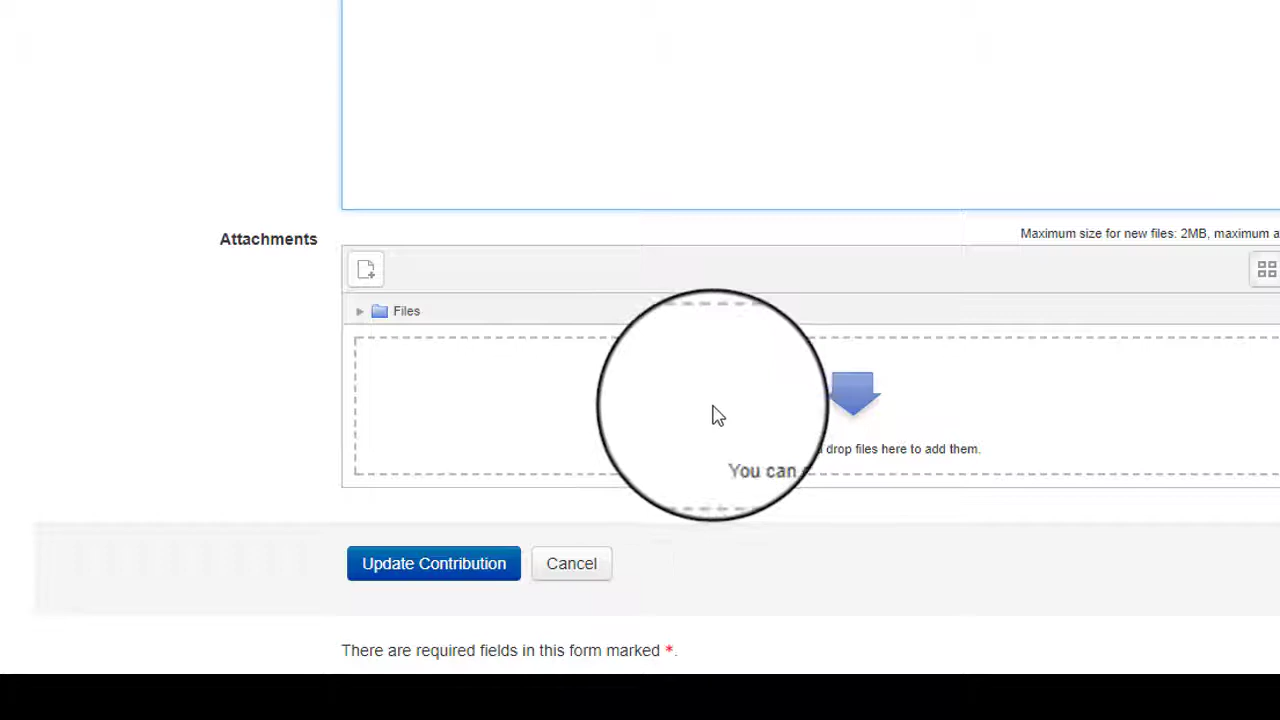 Attachments
Maximum size for new files: 2MB, maximum a
Files
You can
drop files here to add them.
Update Contribution
Cancel
There are required fields in this form marked *.